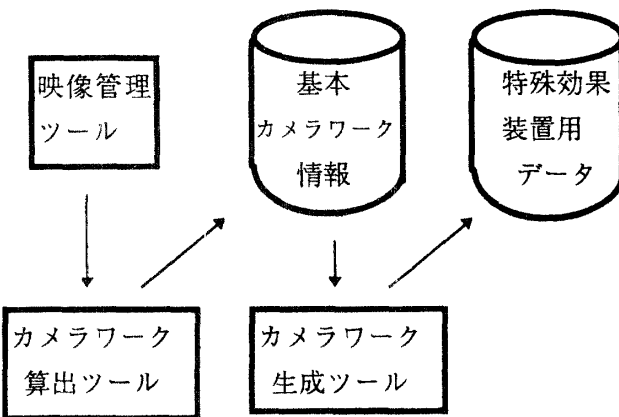 映像管理
ツール
基本
カメラワーク
情報
特殊効果
装置用
データ
カメラワーク
算出ツール
カメラワーク
生成ツール